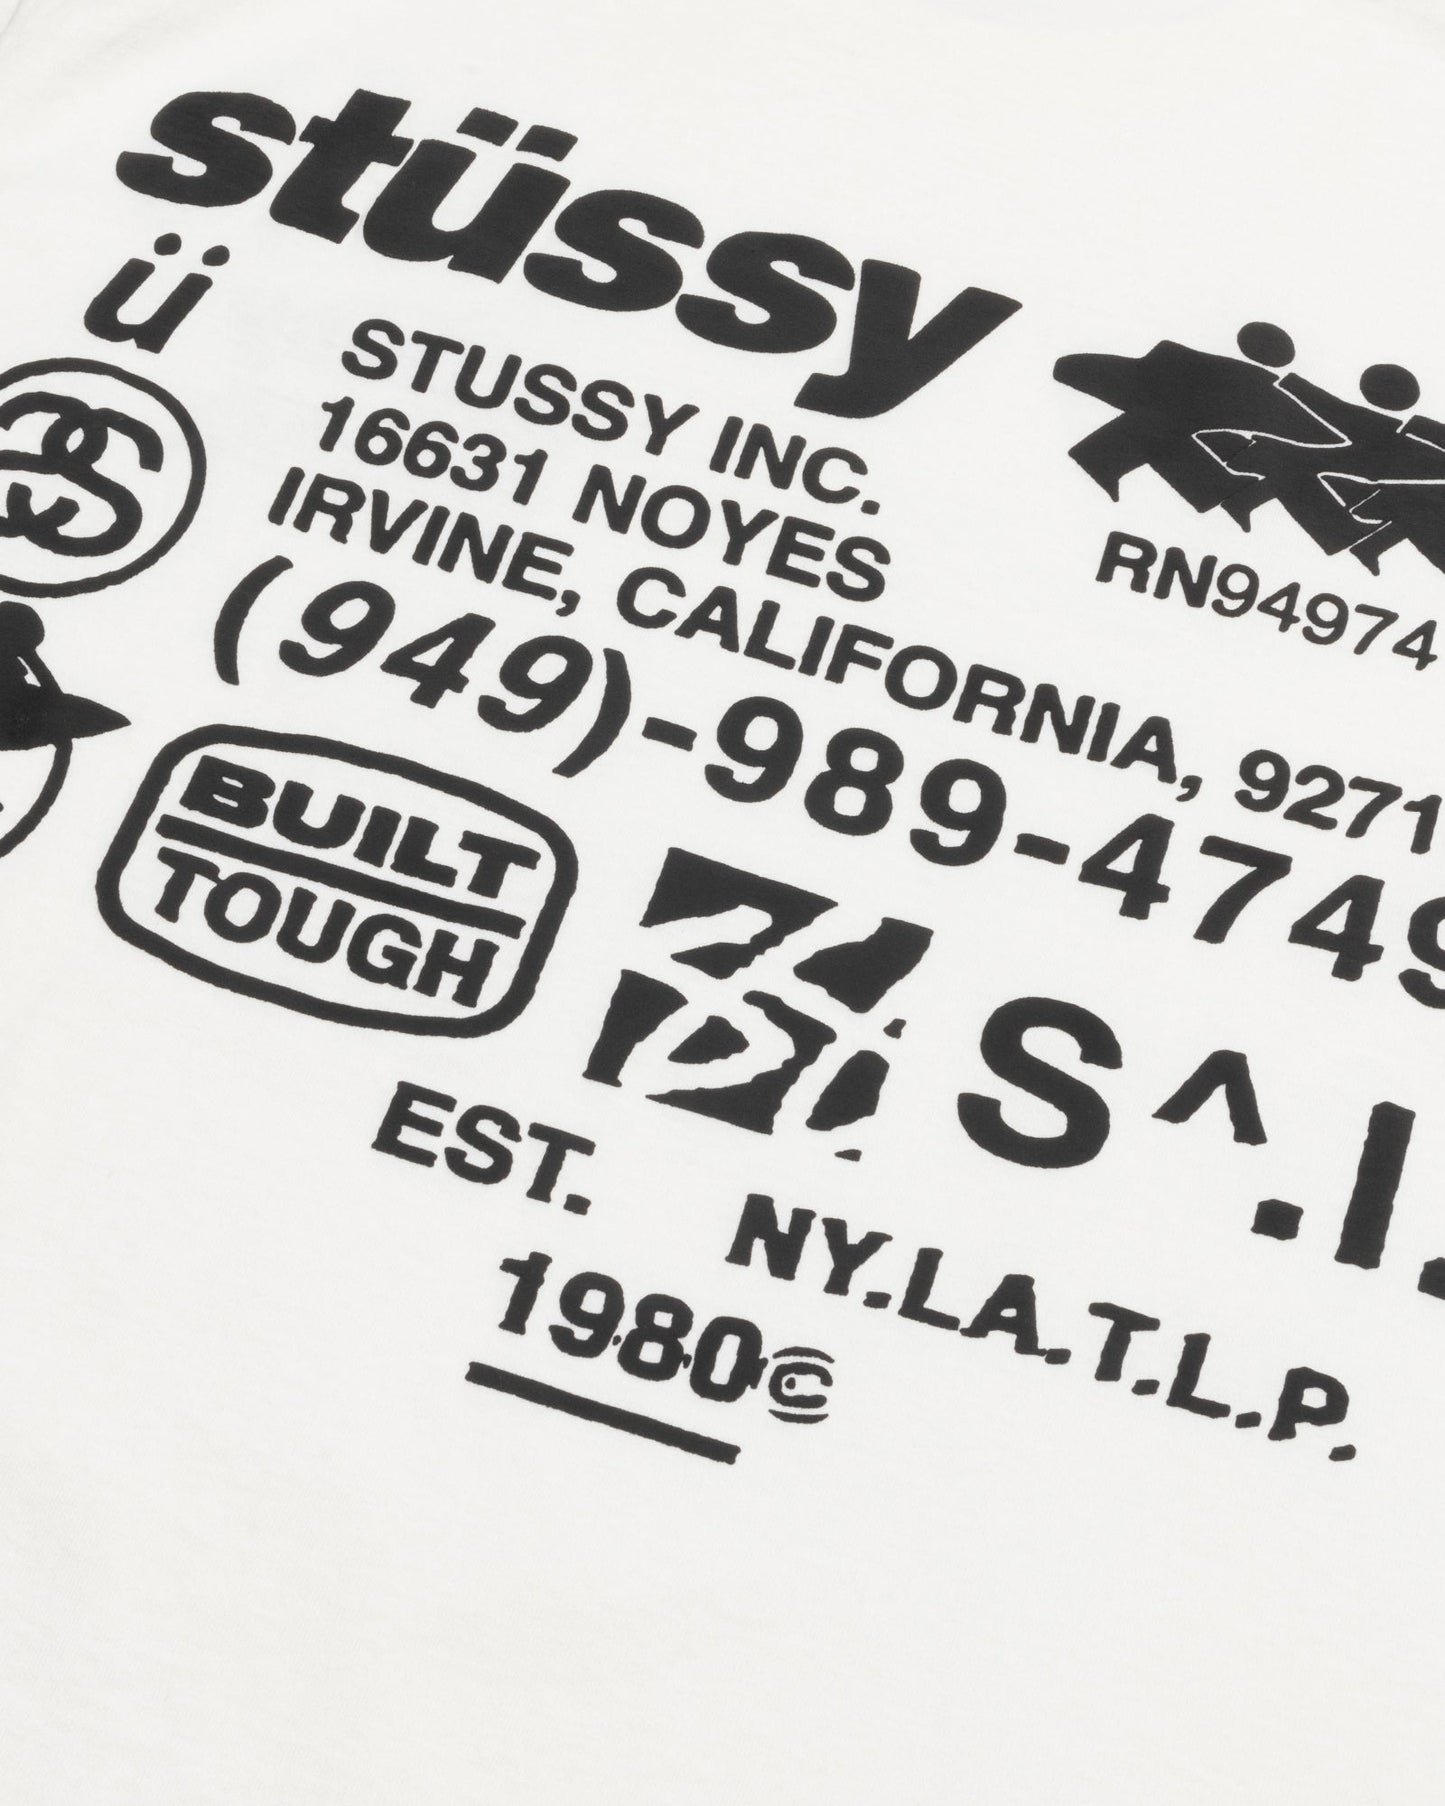 stüssy
ü
STUSSY INC.
16631 NOYES
IRVINE, CALIFORNIA, 9271
RN94974
(949)-989-4749
BUILT
TOUGH
S^.I.
EST.
1980©
NY.LA.T.L.P.